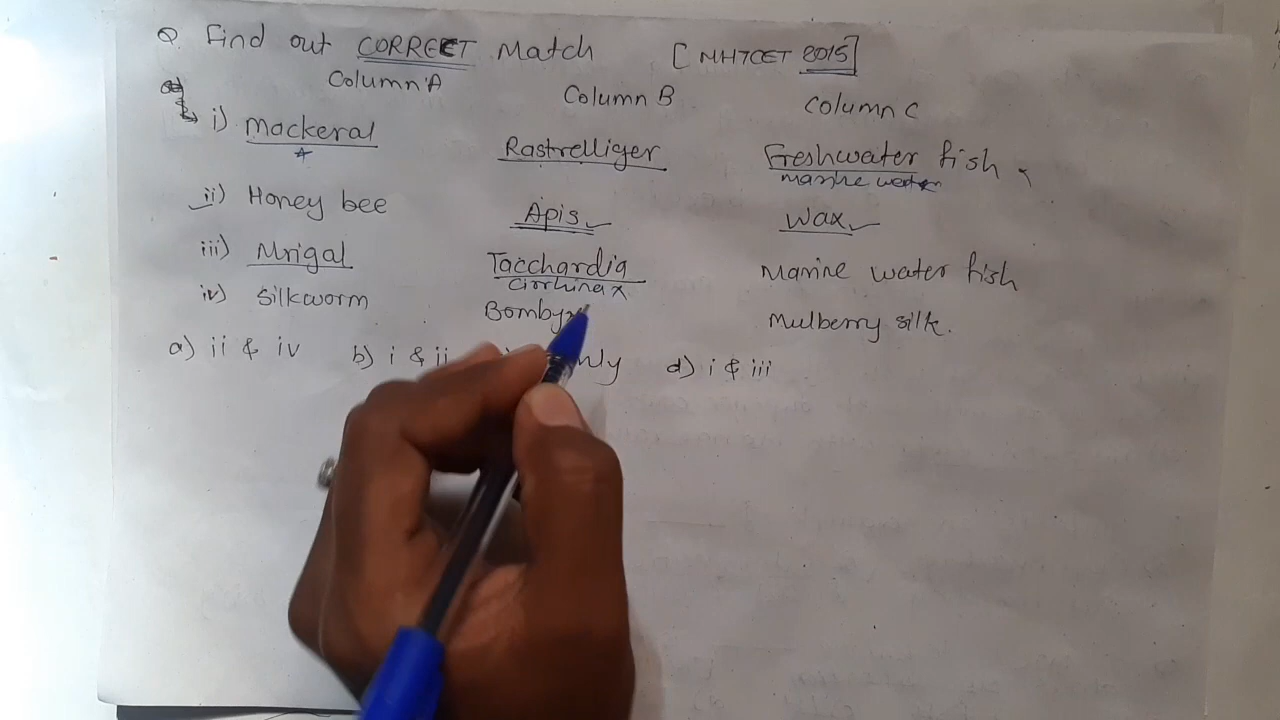 Q. Find out CORRECT Match [MHTCET 2015]
Column A Column B Column C
i) Mackeral Rastrelliger Freshwater fish
marine
ii) Honey bee Apis Wax
iii) Mrigal Tacchardia Marine water fish
Cirrhina x
iv) Silkworm Bombyx Mulberry silk.
a) ii & iv b) i & ii only d) i & iii